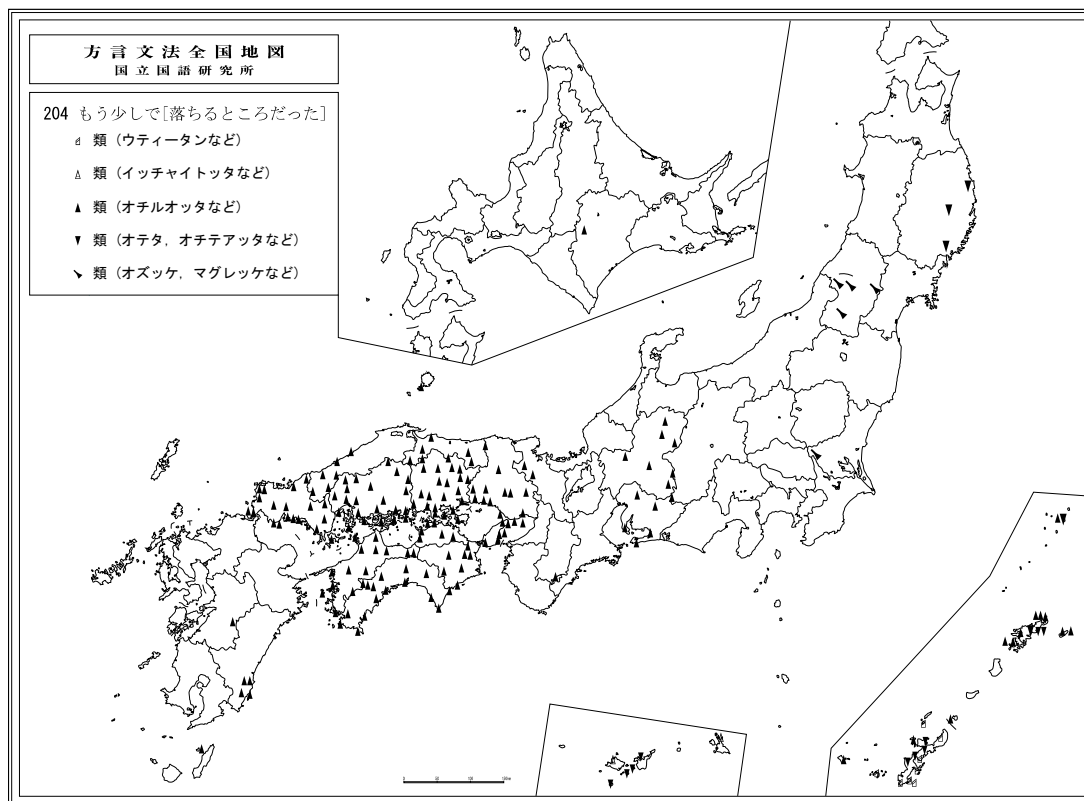 方言文法全国地図
国立国語研究所
204 もう少しで[落ちるところだった]
類（ウティータンなど）
類（イッチャイトッタなど）
類（オチルオッタなど）
類（オテタ，オチテアッタなど）
類（オズッケ，マグレッケなど）